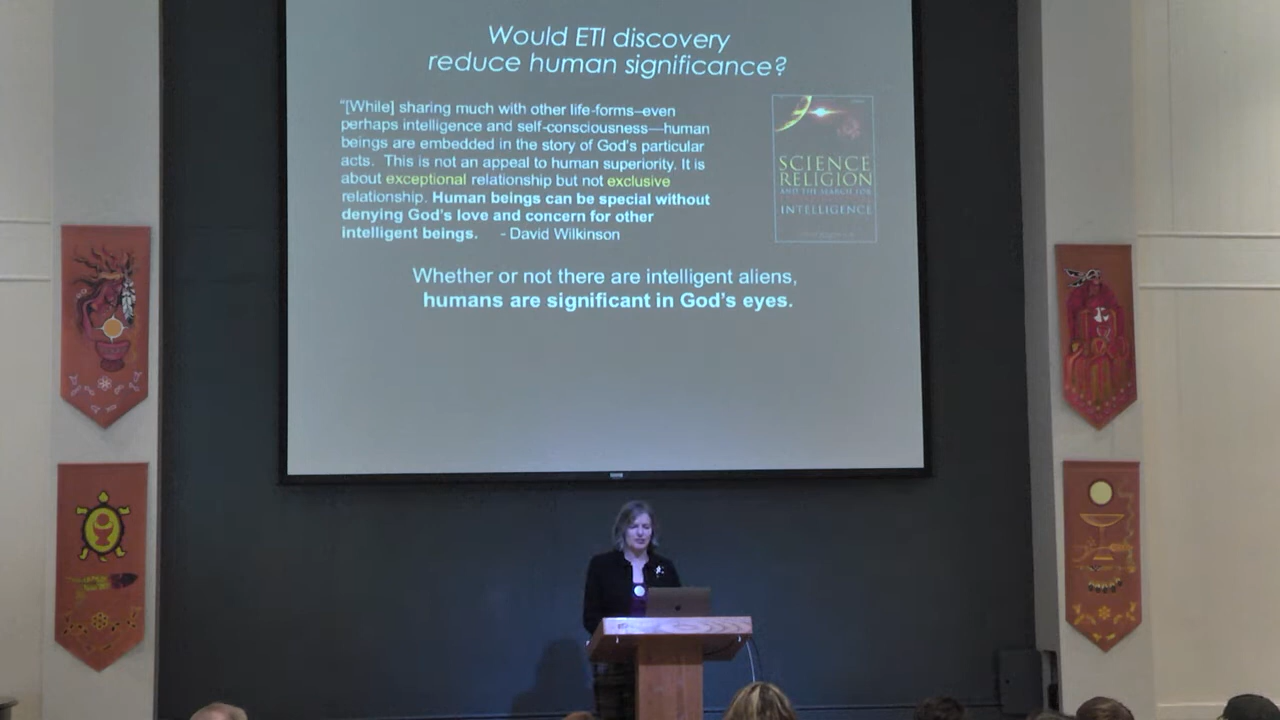 Would ETI discovery
reduce human significance?
"[While] sharing much with other life-forms—even
perhaps intelligence and self-consciousness—human
beings are embedded in the story of God's particular
acts.  This is not an appeal to human superiority. It is
about exceptional relationship but not exclusive
relationship. Human beings can be special without
denying God's love and concern for other
intelligent beings.    - David Wilkinson
SCIENCE
RELIGION
AND THE SEARCH FOR
INTELLIGENCE
Whether or not there are intelligent aliens,
humans are significant in God's eyes.